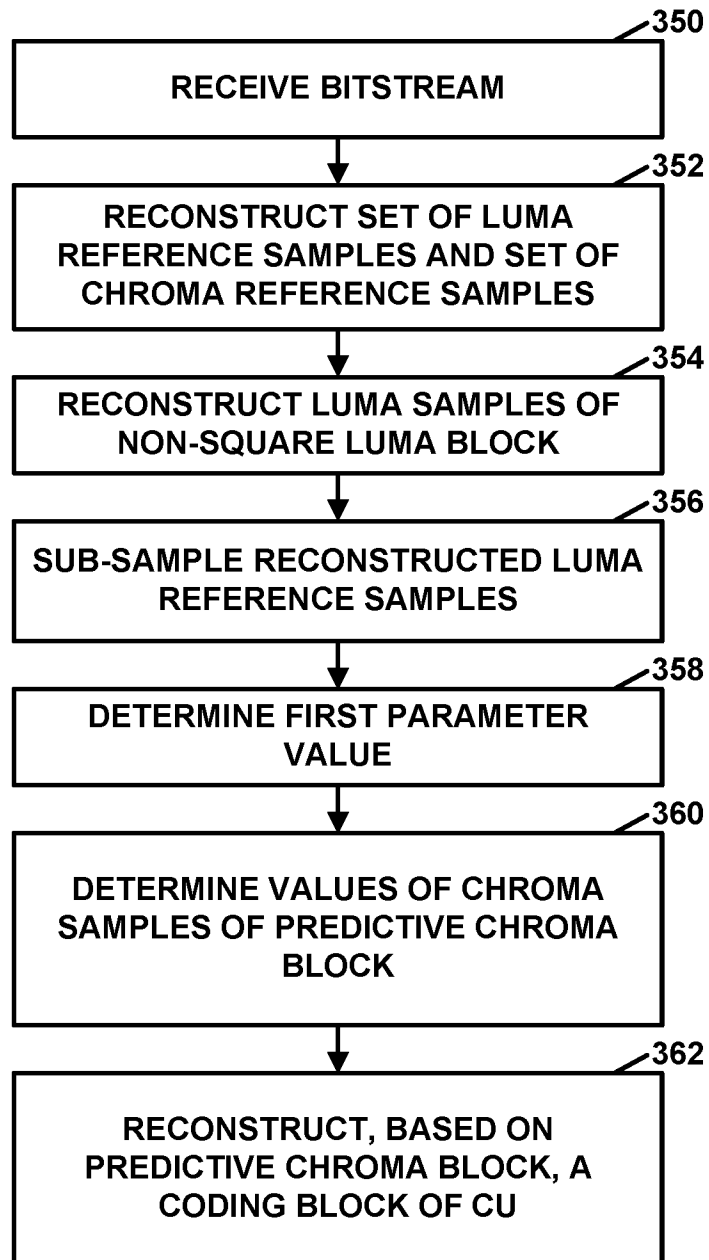 350
RECEIVE BITSTREAM
352
RECONSTRUCT SET OF LUMA
REFERENCE SAMPLES AND SET OF
CHROMA REFERENCE SAMPLES
354
RECONSTRUCT LUMA SAMPLES OF
NON-SQUARE LUMA BLOCK
356
SUB-SAMPLE RECONSTRUCTED LUMA
REFERENCE SAMPLES
358
DETERMINE FIRST PARAMETER
VALUE
360
DETERMINE VALUES OF CHROMA
SAMPLES OF PREDICTIVE CHROMA
BLOCK
362
RECONSTRUCT, BASED ON
PREDICTIVE CHROMA BLOCK, A
CODING BLOCK OF CU